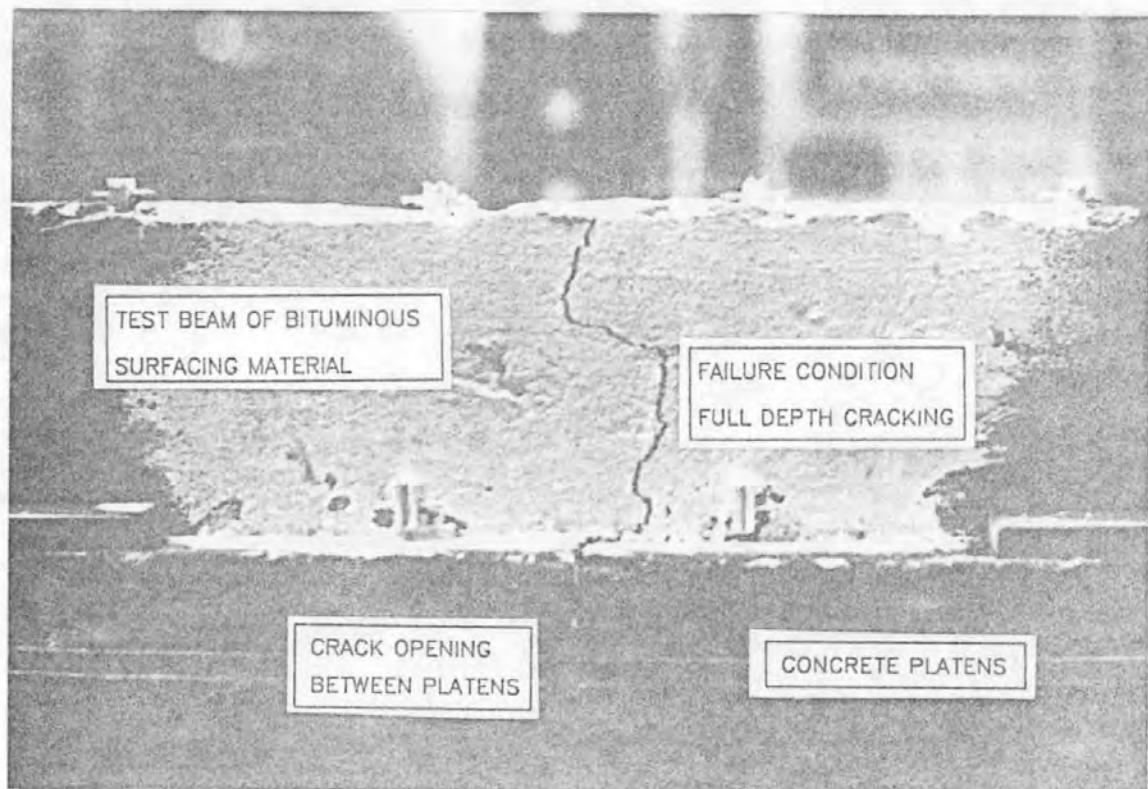 TEST BEAM OF BITUMINOUS
SURFACING MATERIAL
FAILURE CONDITION
FULL DEPTH CRACKING
CRACK OPENING
BETWEEN PLATENS
CONCRETE PLATENS